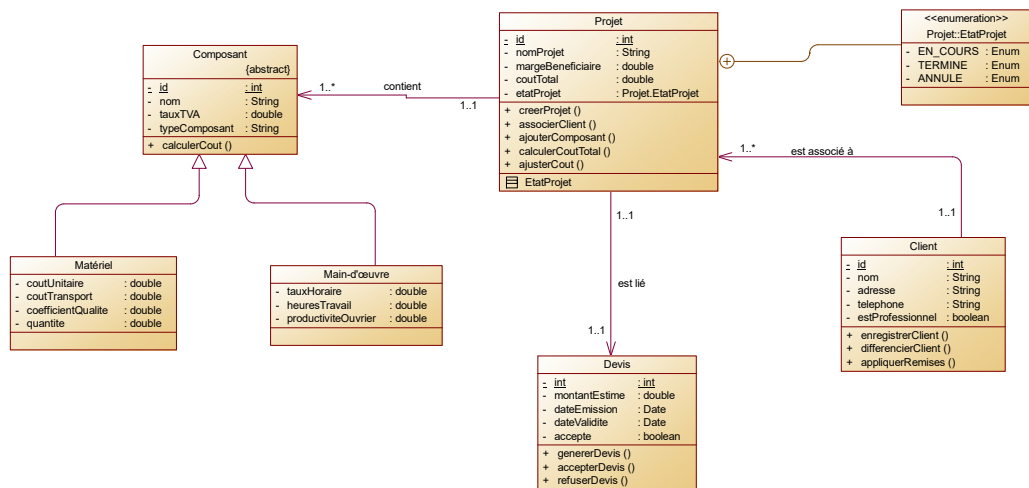 Composant
{abstract}
- id : int
- nom : String
- tauxTVA : double
- typeComposant : String
+ calculerCout ()
1..*
contient
1..1
Projet
- id : int
- nomProjet : String
- margeBeneficiaire : double
- coutTotal : double
- etatProjet : Projet.EtatProjet
+ creerProjet ()
+ associerClient ()
+ ajouterComposant ()
+ calculerCoutTotal ()
+ ajusterCout ()
EtatProjet
<<enumeration>>
Projet::EtatProjet
- EN_COURS : Enum
- TERMINE : Enum
- ANNULE : Enum
1..*
est associé à
1..1
1..1
est lié
1..1
Matériel
- coutUnitaire : double
- coutTransport : double
- coefficientQualite : double
- quantite : double
Main-d'œuvre
- tauxHoraire : double
- heuresTravail : double
- productiviteOuvrier : double
Client
- id : int
- nom : String
- adresse : String
- telephone : String
- estProfessionnel : boolean
+ enregistrerClient ()
+ differencierClient ()
+ appliquerRemises ()
Devis
- int : int
- montantEstime : double
- dateEmission : Date
- dateValidite : Date
- accepte : boolean
+ genererDevis ()
+ accepterDevis ()
+ refuserDevis ()